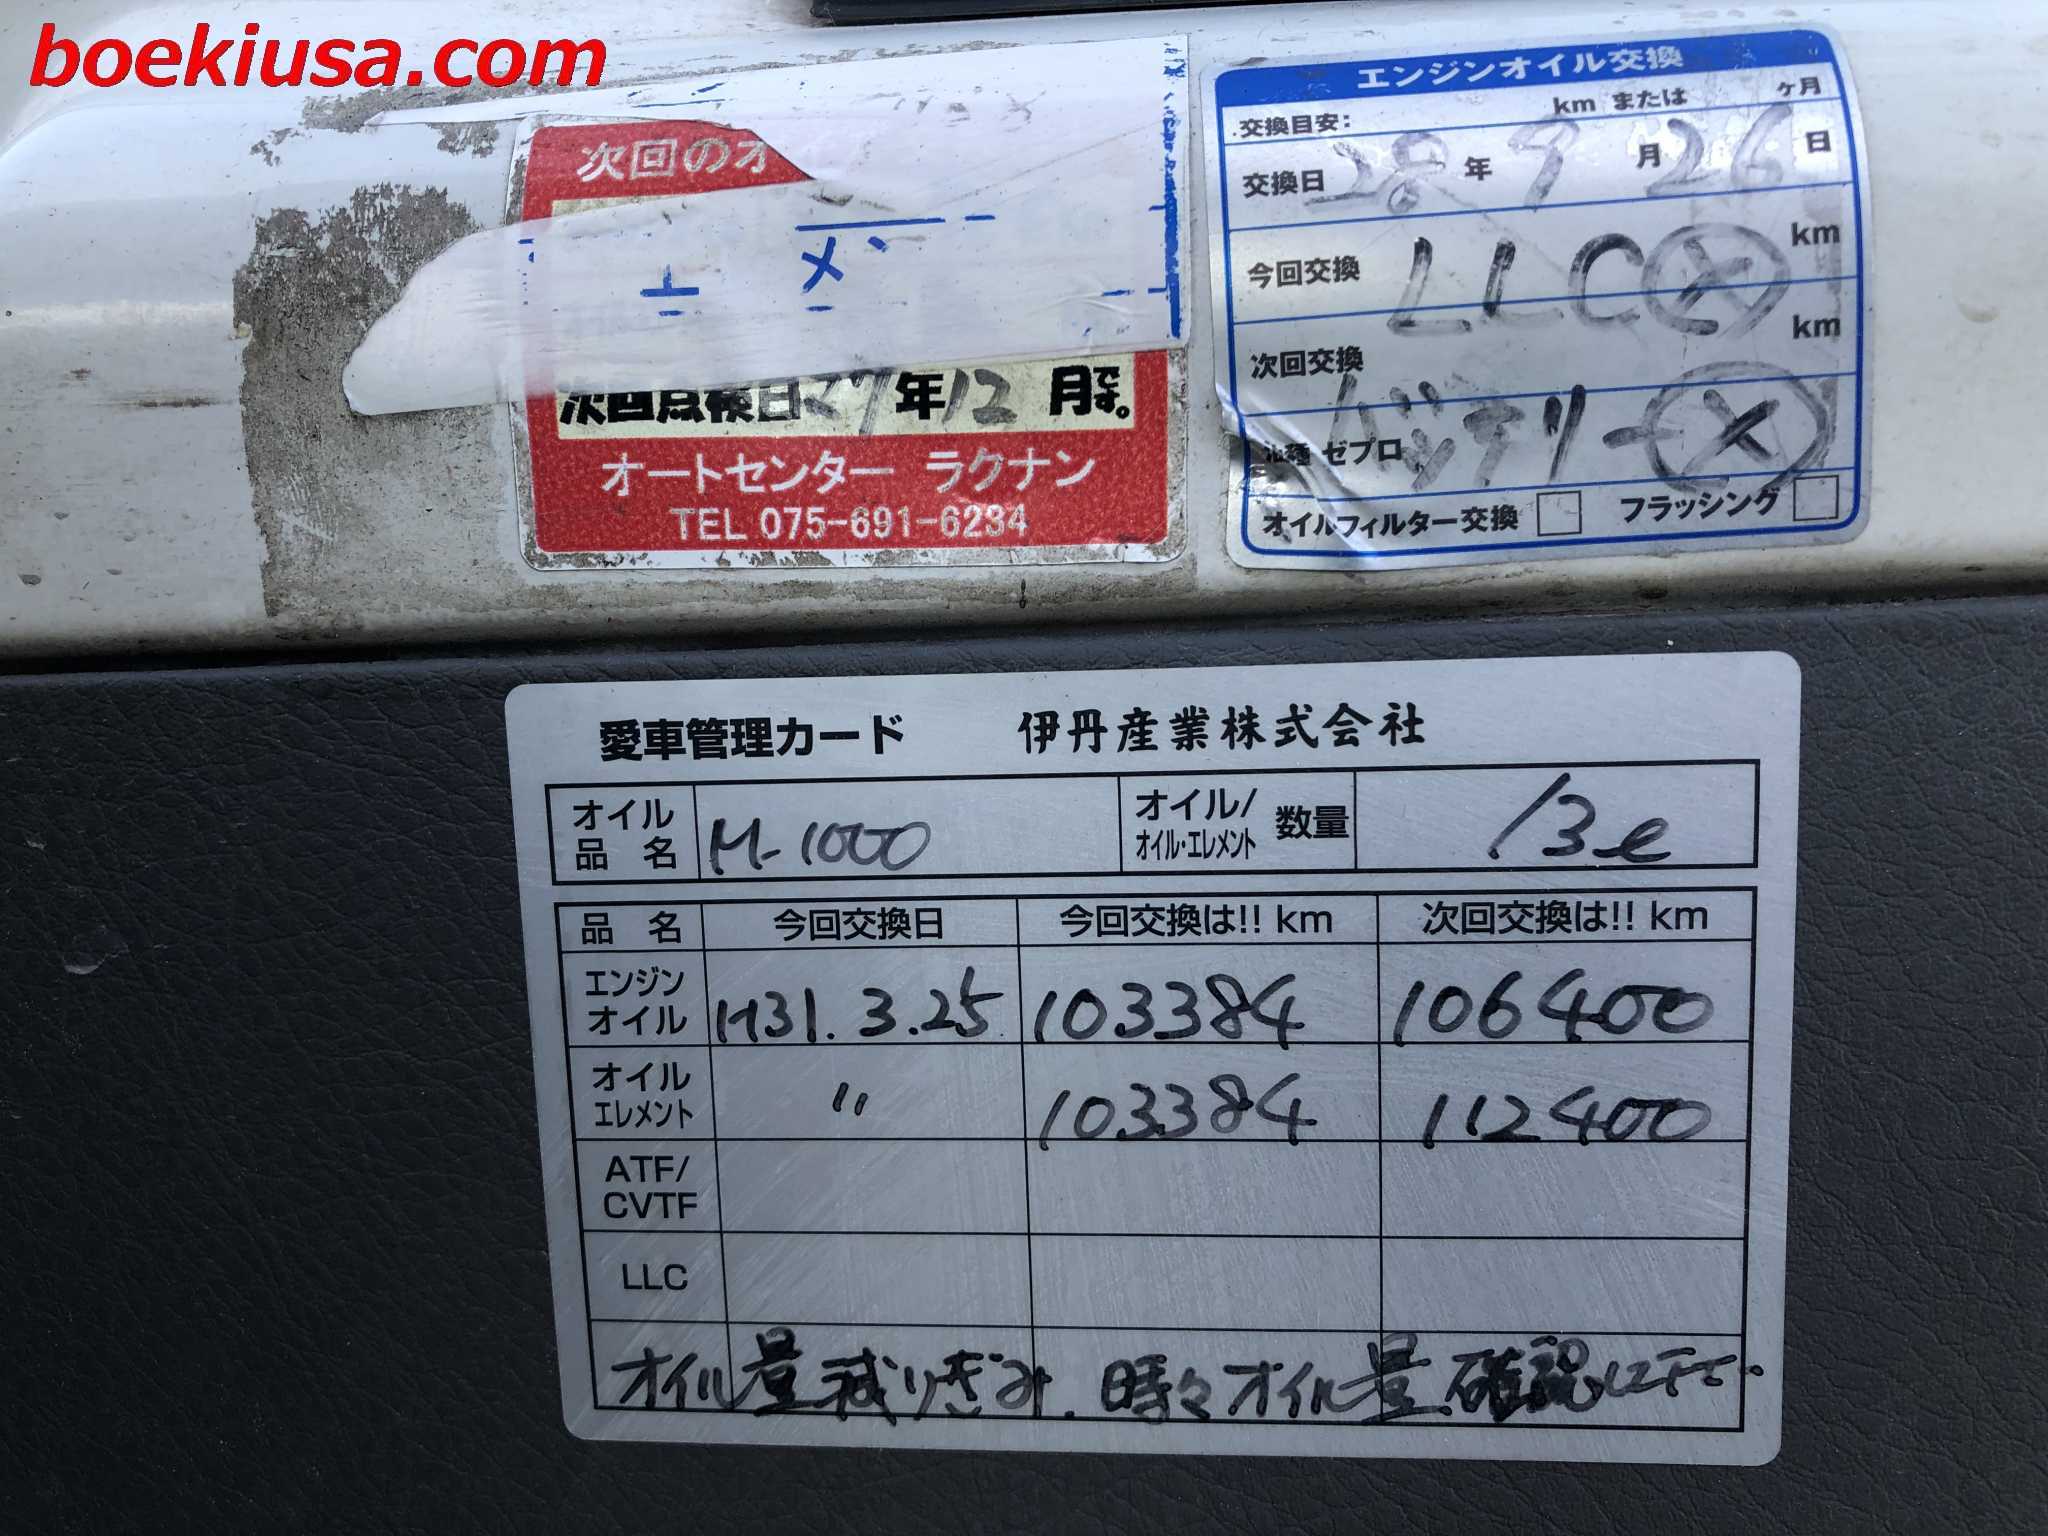 boekiusa.com
次回のオ
次回点検日27年12月です。
オートセンター ラクナン
TEL 075-691-6234
エンジンオイル交換
交換目安: km または ヶ月
交換日 28年9月26日
今回交換 LLC× km
次回交換 km
バッテリー×
油種 ゼプロ
オイルフィルター交換 □ フラッシング □
愛車管理カード 伊丹産業株式会社
オイル品名 M-1000 オイル/オイル・エレメント 数量 13ℓ
品名 今回交換日 今回交換は!! km 次回交換は!! km
エンジンオイル H31.3.25 103384 106400
オイルエレメント 〃 103384 112400
ATF/CVTF
LLC
オイル量減りぎみ. 時々オイル量確認して下さい